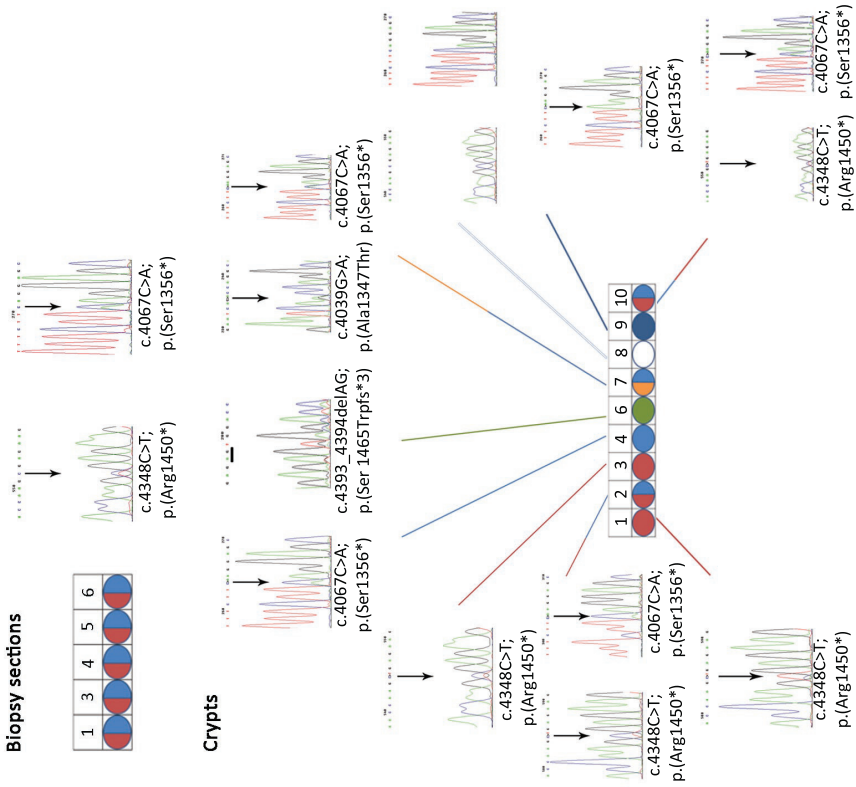 Biopsy sections
1 3 4 5 6
c.4348C>T;
p.(Arg1450*)
c.4067C>A;
p.(Ser1356*)
Crypts
c.4067C>A;
p.(Ser1356*)
c.4393_4394delAG;
p.(Ser 1465Trpfs*3)
c.4039G>A;
p.(Ala1347Thr)
c.4067C>A;
p.(Ser1356*)
c.4348C>T;
p.(Arg1450*)
c.4348C>T;
p.(Arg1450*)
c.4067C>A;
p.(Ser1356*)
c.4348C>T;
p.(Arg1450*)
1 2 3 4 6 7 8 9 10
c.4067C>A;
p.(Ser1356*)
c.4348C>T;
p.(Arg1450*)
c.4067C>A;
p.(Ser1356*)